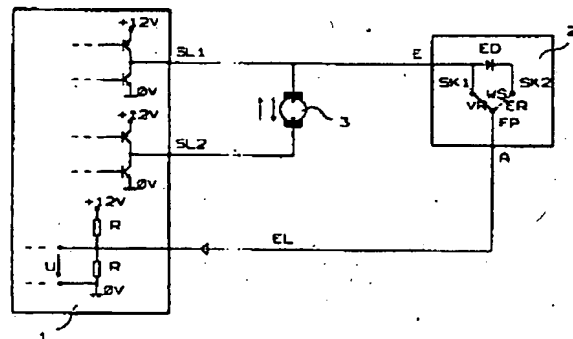 +12V
SL1
0V
+12V
SL2
0V
+12V
R
EL
U
R
0V
1
3
E
ED
2
SK1
WS
SK2
VR
ER
FP
A